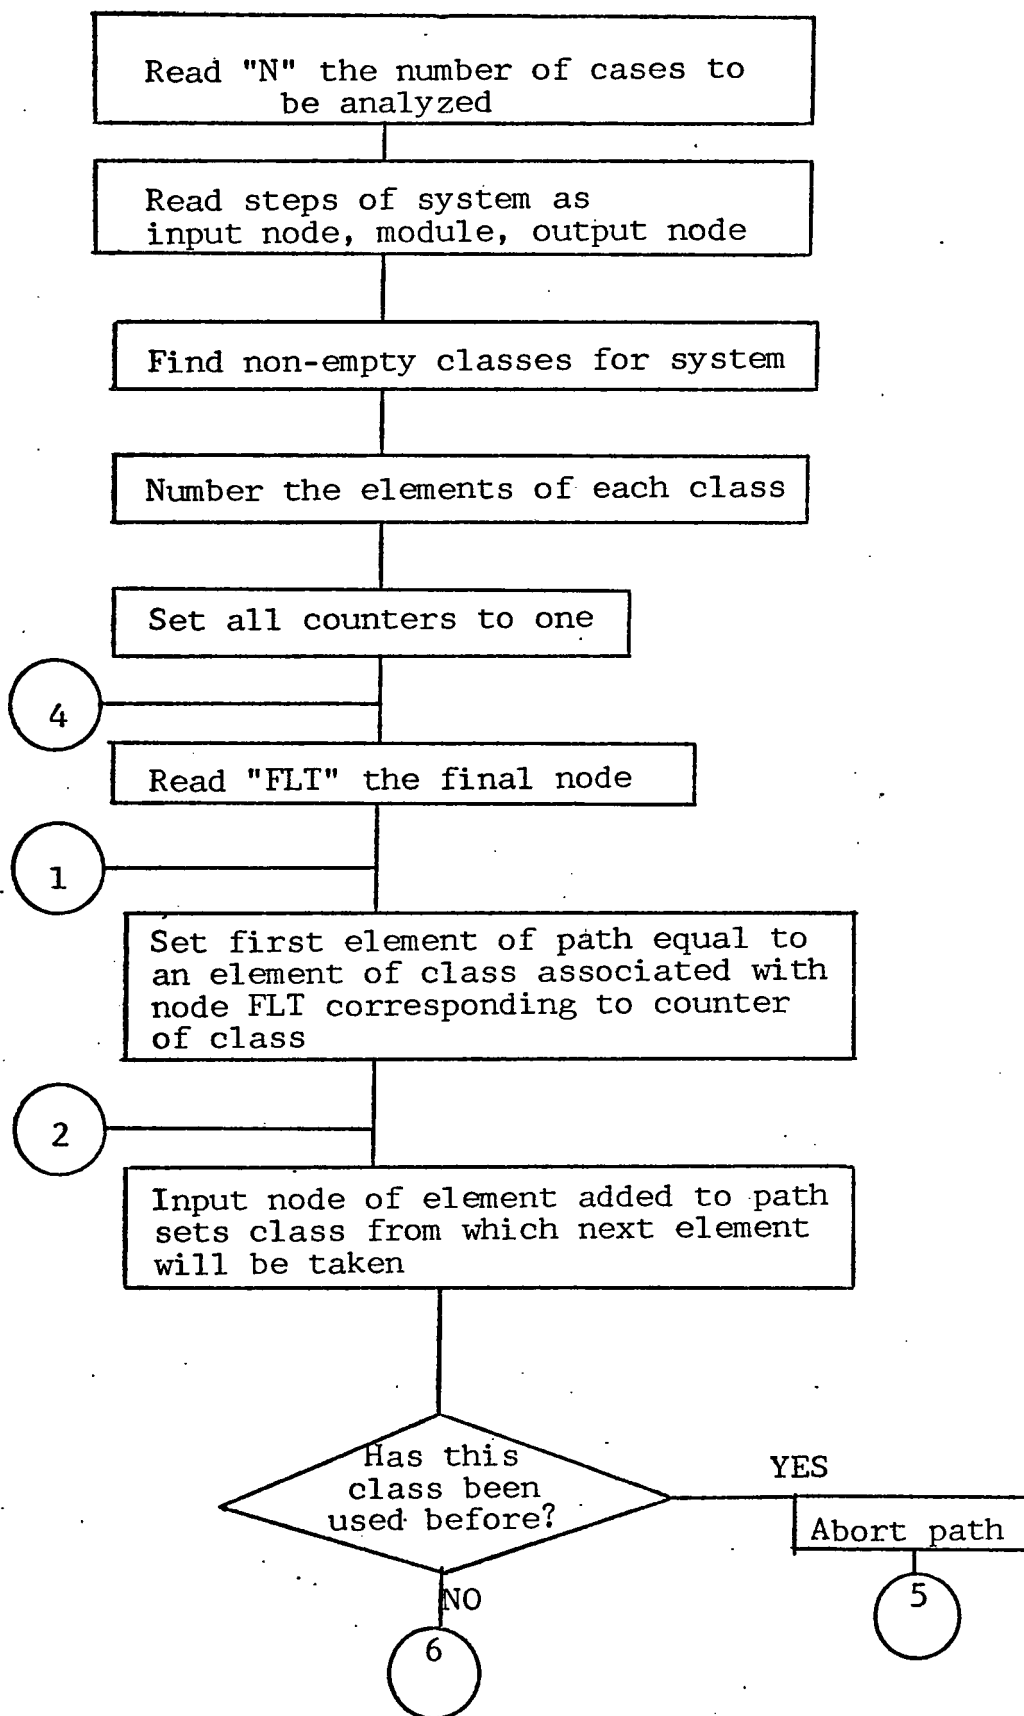 Read "N" the number of cases to
be analyzed
Read steps of system as
input node, module, output node
Find non-empty classes for system
Number the elements of each class
Set all counters to one
4
Read "FLT" the final node
1
Set first element of path equal to
an element of class associated with
node FLT corresponding to counter
of class
2
Input node of element added to path
sets class from which next element
will be taken
Has this
class been
used before?
YES
Abort path
5
NO
6